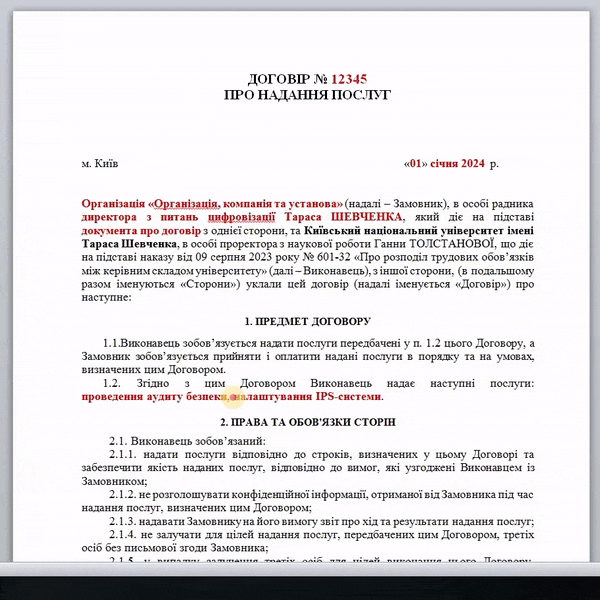 ДОГОВІР № 12345
ПРО НАДАННЯ ПОСЛУГ
м. Київ «01» січня 2024 р.
Організація «Організація, компанія та установа» (надалі – Замовник), в особі радника
директора з питань цифровізації Тараса ШЕВЧЕНКА, який діє на підставі
документа про договір з однієї сторони, та Київський національний університет імені
Тараса Шевченка, в особі проректора з наукової роботи Ганни ТОЛСТАНОВОЇ, що діє
на підставі наказу від 09 серпня 2023 року № 601-32 «Про розподіл трудових обов’язків
між керівним складом університету» (далі – Виконавець), з іншої сторони, (в подальшому
разом іменуються «Сторони») уклали цей договір (надалі іменується «Договір») про
наступне:
1. ПРЕДМЕТ ДОГОВОРУ
1.1.Виконавець зобов’язується надати послуги передбачені у п. 1.2 цього Договору, а
Замовник зобов’язується прийняти і оплатити надані послуги в порядку та на умовах,
визначених цим Договором.
1.2. Згідно з цим Договором Виконавець надає наступні послуги:
проведення аудиту безпеки, налаштування IPS-системи.
2. ПРАВА ТА ОБОВ'ЯЗКИ СТОРІН
2.1. Виконавець зобов’язаний:
2.1.1. надати послуги відповідно до строків, визначених у цьому Договорі та
забезпечити якість наданих послуг, відповідно до вимог, які узгоджені Виконавцем із
Замовником;
2.1.2. не розголошувати конфіденційної інформації, отриманої від Замовника під час
надання послуг, визначених цим Договором;
2.1.3. надавати Замовнику на його вимогу звіт про хід та результати надання послуг;
2.1.4. не залучати для цілей надання послуг, передбачених цим Договором, третіх
осіб без письмової згоди Замовника;
2.1.5. у випадку залучення третіх осіб для цілей виконання цього Договору,